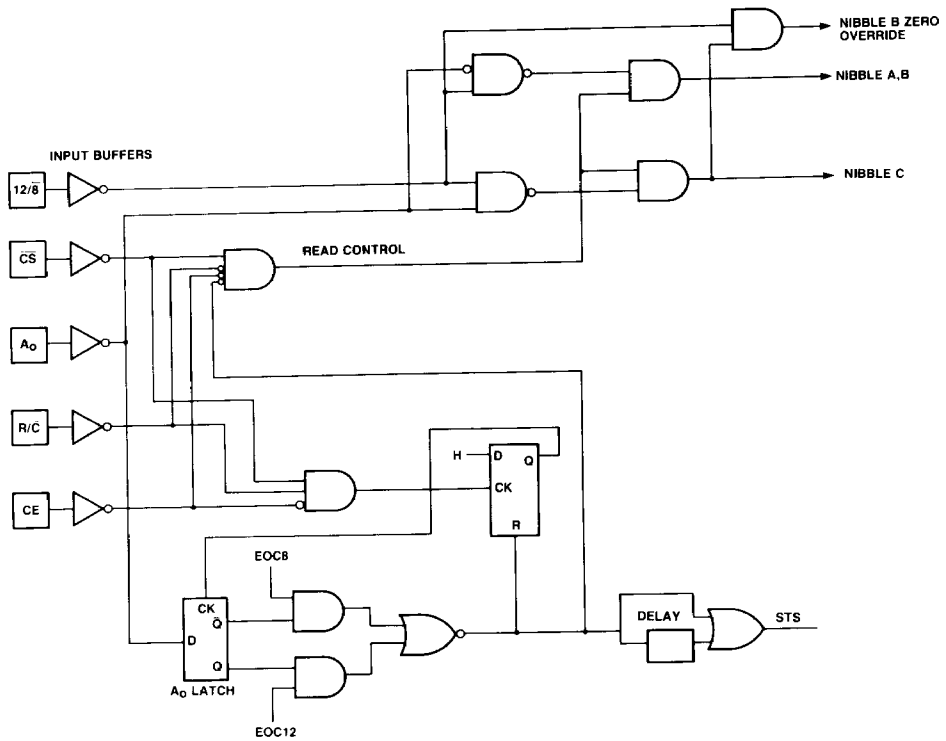 NIBBLE B ZERO
OVERRIDE
NIBBLE A,B
INPUT BUFFERS
12/8̅
NIBBLE C
C̅S̅
READ CONTROL
A₀
R/C̅
H
D
Q
CK
R
CE
EOC8
CK
Q̅
D
Q
A₀ LATCH
EOC12
DELAY
STS